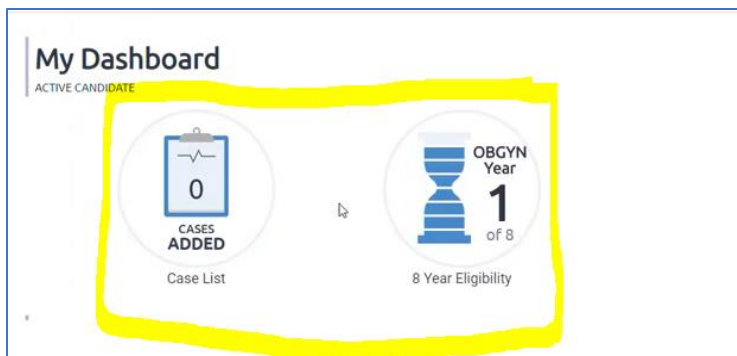 My Dashboard
ACTIVE CANDIDATE
0
CASES
ADDED
Case List
OBGYN
Year
1
of 8
8 Year Eligibility